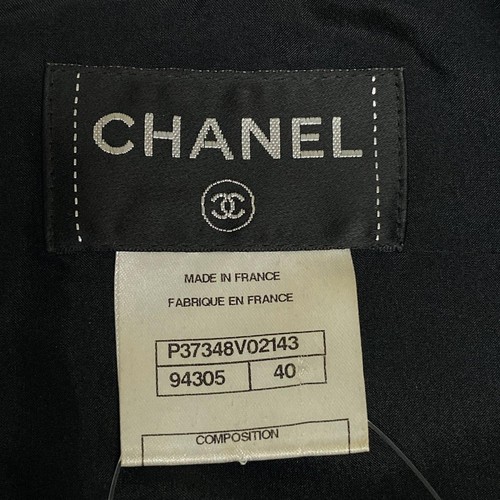 CHANEL
MADE IN FRANCE
FABRIQUE EN FRANCE
P37348V02143
94305 40
COMPOSITION